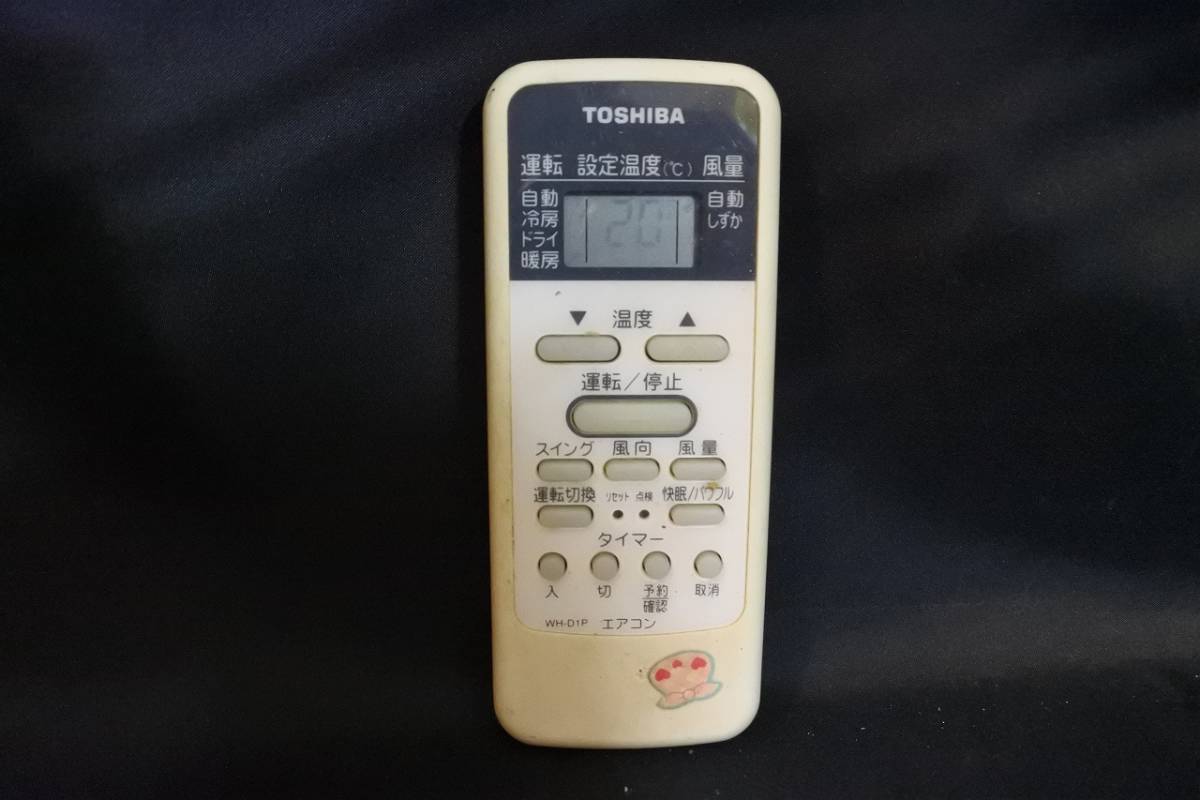 TOSHIBA
運転 設定温度(℃) 風量
自動 20 自動
冷房 しずか
ドライ
暖房
▼ 温度 ▲
運転/停止
スイング 風向 風量
運転切換 リセット 点検 快眠/パワフル
タイマー
入 切 予約 取消
確認
WH-D1P エアコン